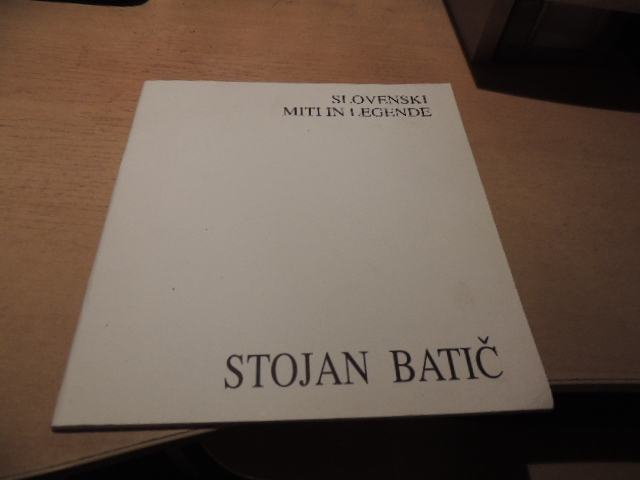 SLOVENSKI
MITI IN LEGENDE
STOJAN BATIČ